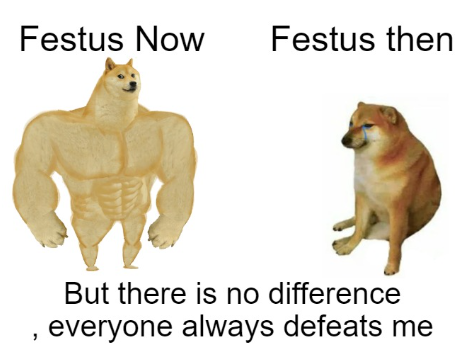 Festus Now
Festus then
But there is no difference
, everyone always defeats me